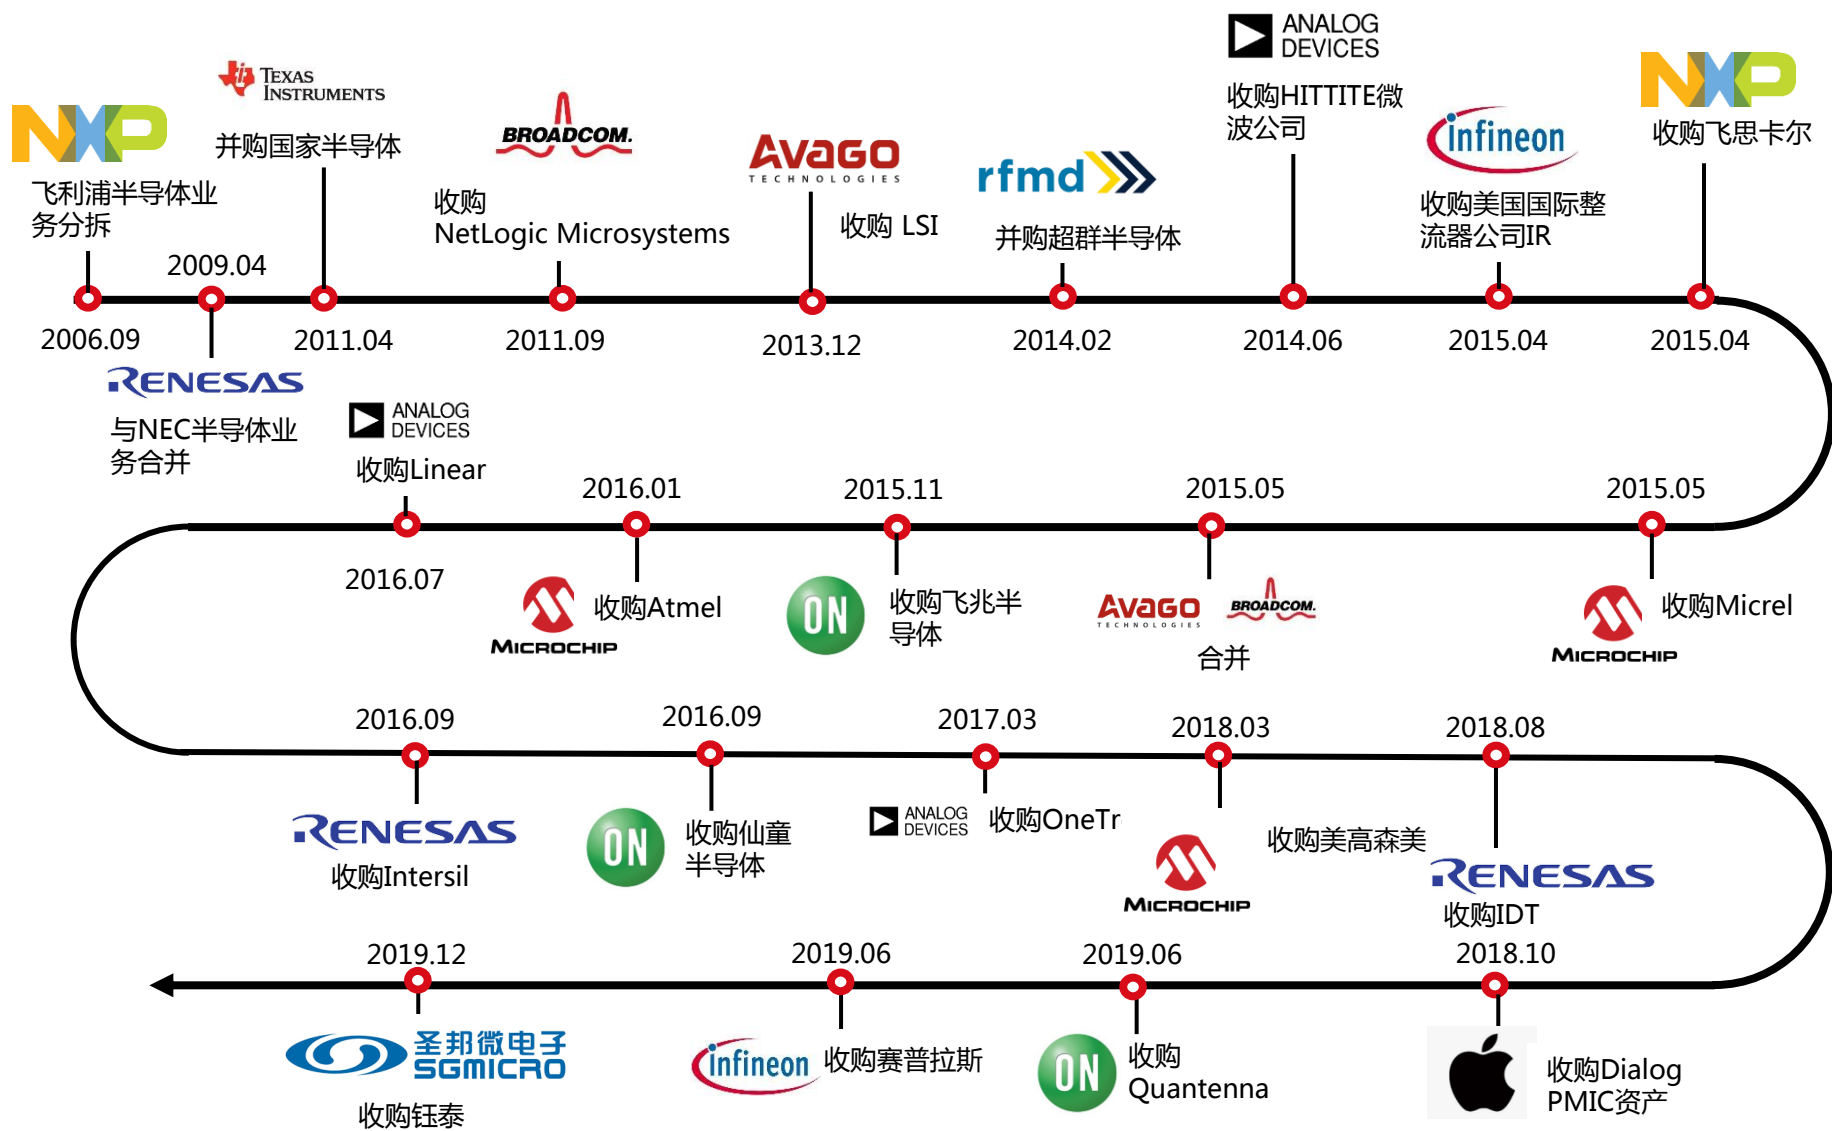 NXP
飞利浦半导体业
务分拆
2006.09
2009.04
RENESAS
与NEC半导体业
务合并
TEXAS
INSTRUMENTS
并购国家半导体
2011.04
BROADCOM.
收购
NetLogic Microsystems
2011.09
AVAGO
TECHNOLOGIES
收购 LSI
2013.12
rfmd
并购超群半导体
2014.02
ANALOG
DEVICES
收购HITTITE微
波公司
2014.06
infineon
收购美国国际整
流器公司IR
2015.04
NXP
收购飞思卡尔
2015.04
2015.05
MICROCHIP
收购Micrel
2015.05
AVAGO
TECHNOLOGIES
BROADCOM.
合并
2015.11
ON
收购飞兆半
导体
2016.01
MICROCHIP
收购Atmel
ANALOG
DEVICES
收购Linear
2016.07
2016.09
RENESAS
收购Intersil
2016.09
ON
收购仙童
半导体
2017.03
ANALOG
DEVICES
收购OneTr
2018.03
MICROCHIP
收购美高森美
2018.08
RENESAS
收购IDT
2018.10
收购Dialog
PMIC资产
2019.06
ON
收购
Quantenna
2019.06
infineon
收购赛普拉斯
2019.12
圣邦微电子
SGMICRO
收购钰泰